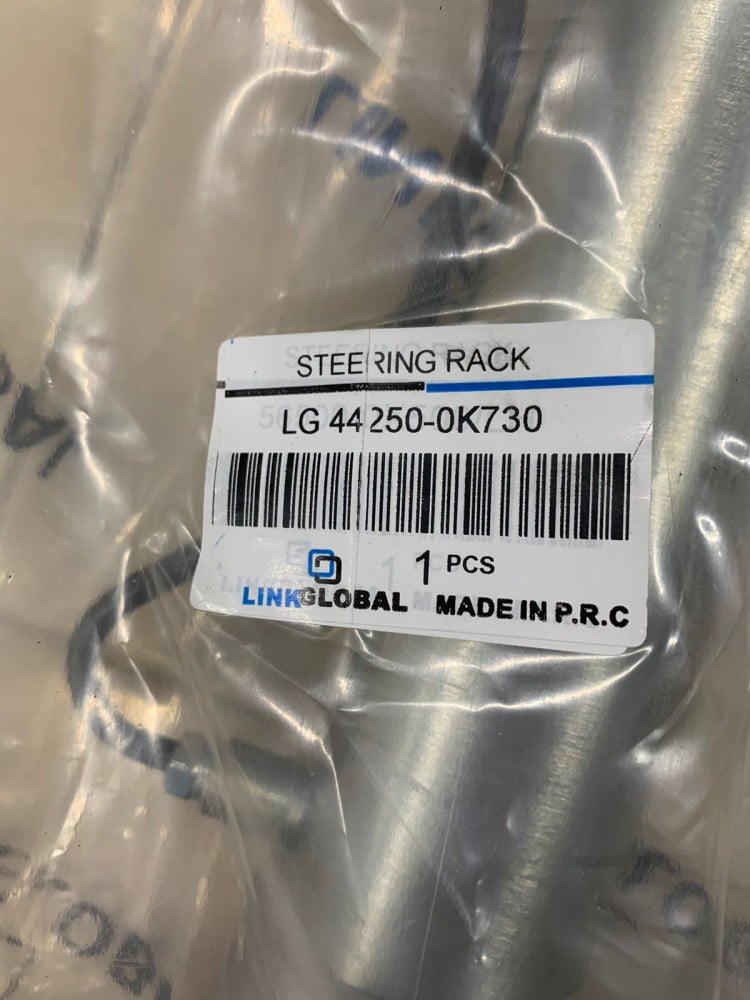 STEERING RACK
LG 44250-0K730
1 PCS
LINKGLOBAL MADE IN P.R.C